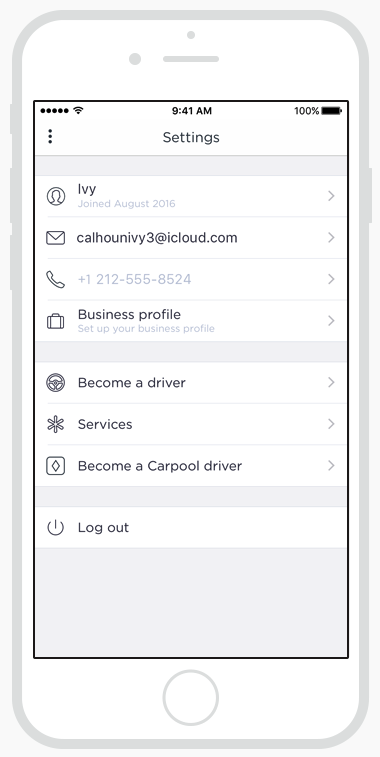 9:41 AM
100%
Settings
Ivy
Joined August 2016
calhounivy3@icloud.com
+1 212-555-8524
Business profile
Set up your business profile
Become a driver
Services
Become a Carpool driver
Log out